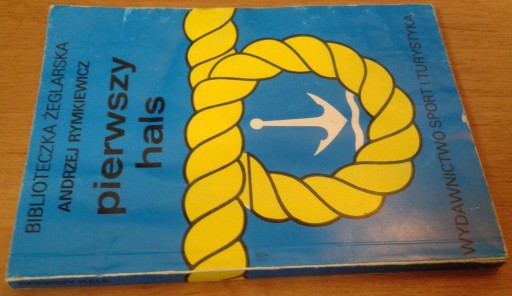 BIBLIOTECZKA ŻEGLARSKA
ANDRZEJ RYMKIEWICZ
pierwszy
hals
WYDAWNICTWO SPORT I TURYSTYKA